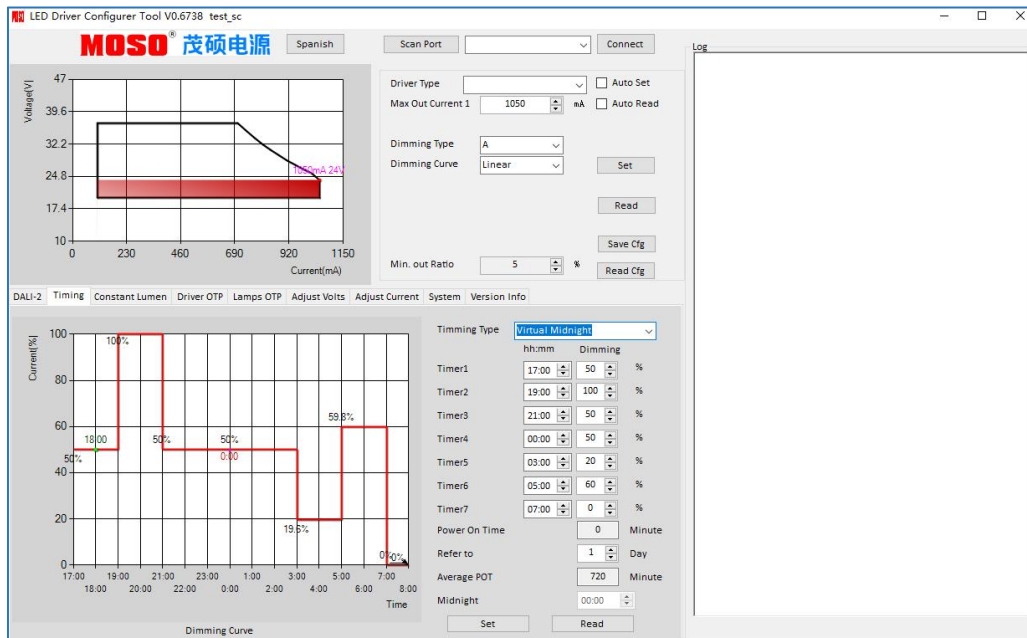 LED Driver Configurer Tool V0.6738 test_sc
MOSO® 茂硕电源
Spanish
Scan Port
Connect
Log
Voltage(V)
47
39.6
32.2
24.8
17.4
10
1050mA 24V
0 230 460 690 920 1150
Current(mA)
Driver Type
Auto Set
Max Out Current 1 1050 mA
Auto Read
Dimming Type A
Dimming Curve Linear
Set
Read
Save Cfg
Min. out Ratio 5 %
Read Cfg
DALI-2 Timing Constant Lumen Driver OTP Lamps OTP Adjust Volts Adjust Current System Version Info
Current(%)
100
80
60
40
20
0
100%
59.8%
18:00
50%
50%
50%
0:00
19.6%
0%
0%
17:00 19:00 21:00 23:00 1:00 3:00 5:00 7:00
18:00 20:00 22:00 0:00 2:00 4:00 6:00 8:00
Time
Dimming Curve
Timming Type Virtual Midnight
hh:mm Dimming
Timer1 17:00 50 %
Timer2 19:00 100 %
Timer3 21:00 50 %
Timer4 00:00 50 %
Timer5 03:00 20 %
Timer6 05:00 60 %
Timer7 07:00 0 %
Power On Time 0 Minute
Refer to 1 Day
Average POT 720 Minute
Midnight 00:00
Set Read